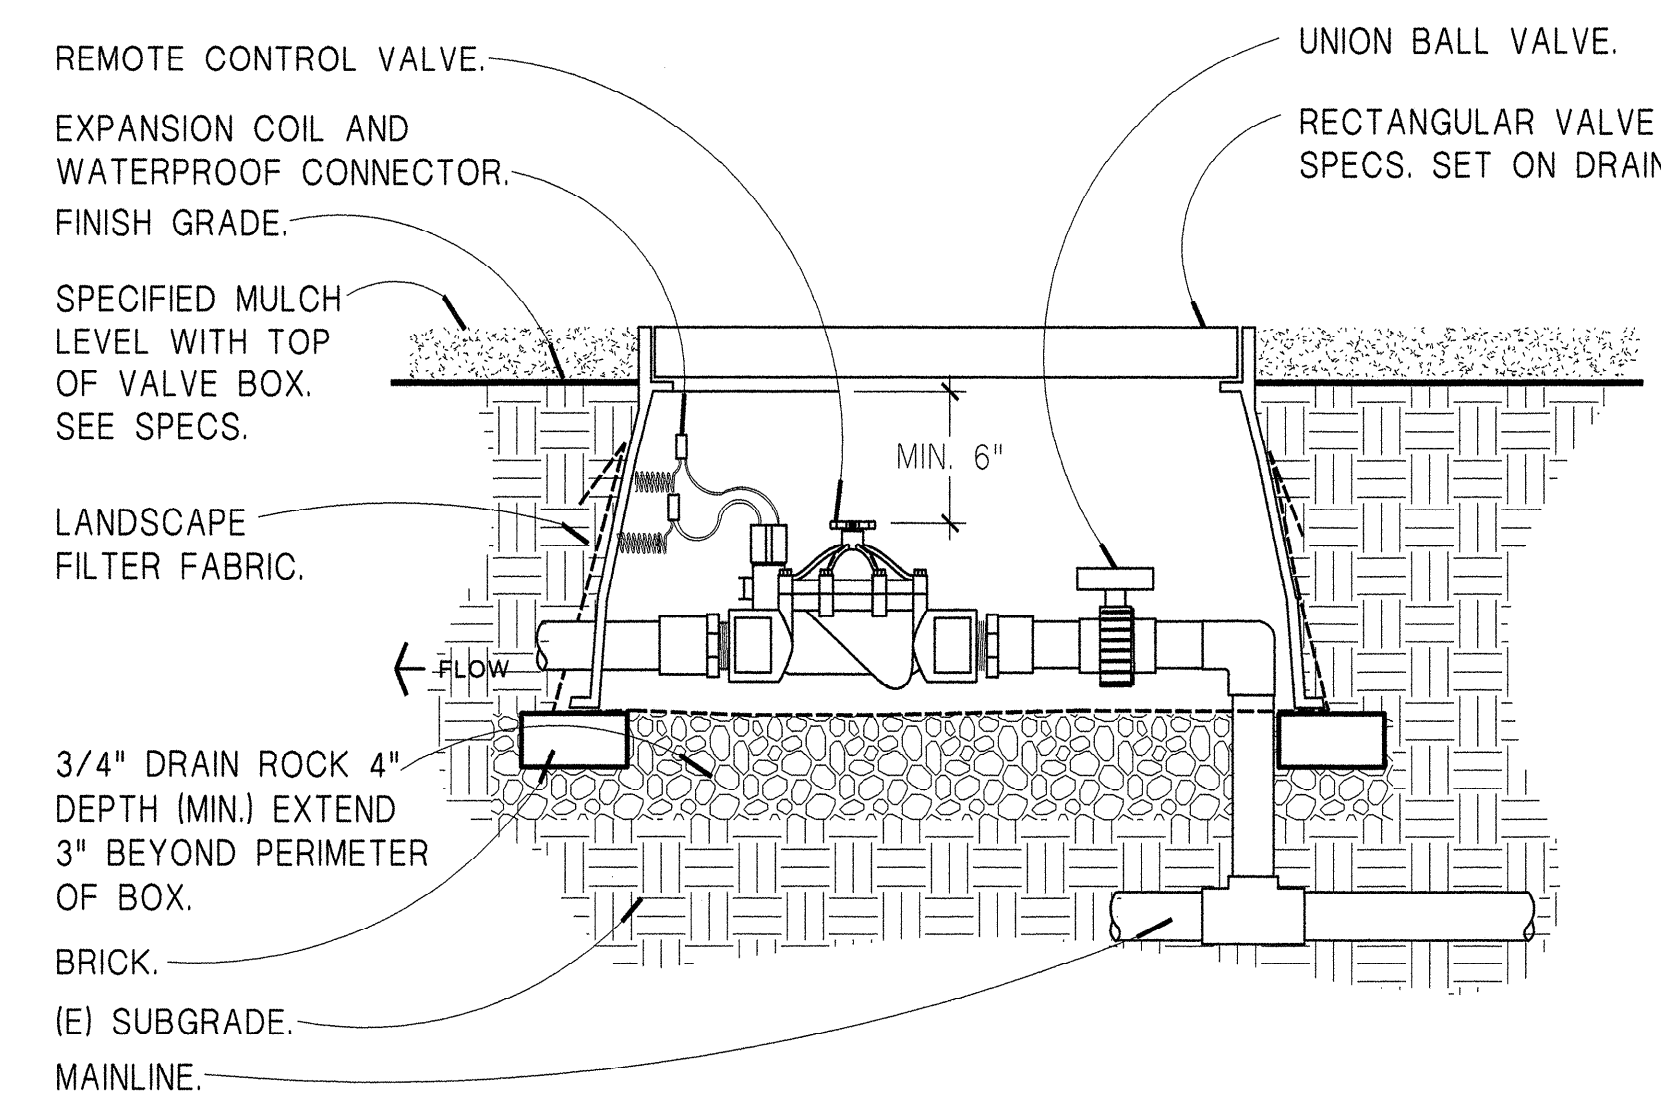 REMOTE CONTROL VALVE.
EXPANSION COIL AND
WATERPROOF CONNECTOR.
FINISH GRADE.
SPECIFIED MULCH
LEVEL WITH TOP
OF VALVE BOX.
SEE SPECS.
LANDSCAPE
FILTER FABRIC.
FLOW
3/4" DRAIN ROCK 4"
DEPTH (MIN.) EXTEND
3" BEYOND PERIMETER
OF BOX.
BRICK.
(E) SUBGRADE.
MAINLINE.
MIN. 6"
UNION BALL VALVE.
RECTANGULAR VALVE
SPECS. SET ON DRAIN